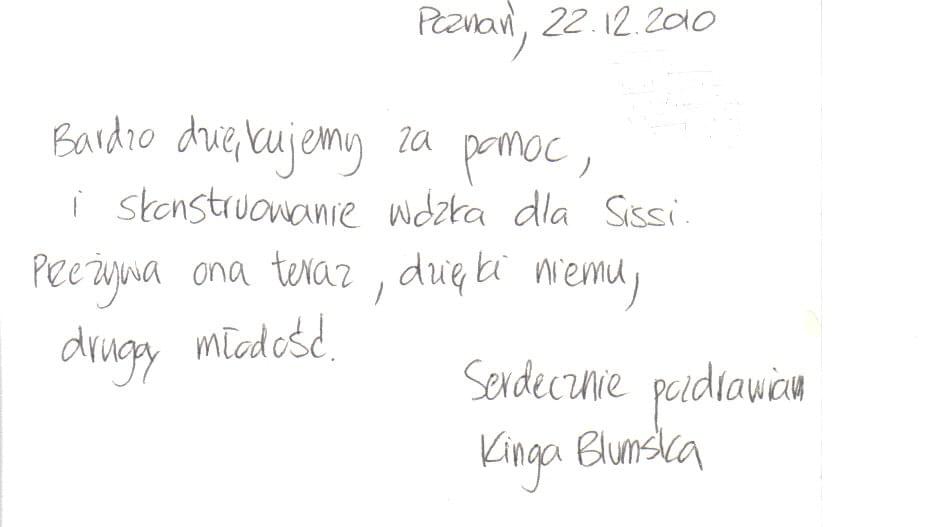 Poznań, 22.12.2010
Bardzo dziękujemy za pomoc,
i skonstruowanie wózka dla Sissi.
Przeżywa ona teraz, dzięki niemu,
drugą młodość.
Serdecznie pozdrawiam
Kinga Blumska